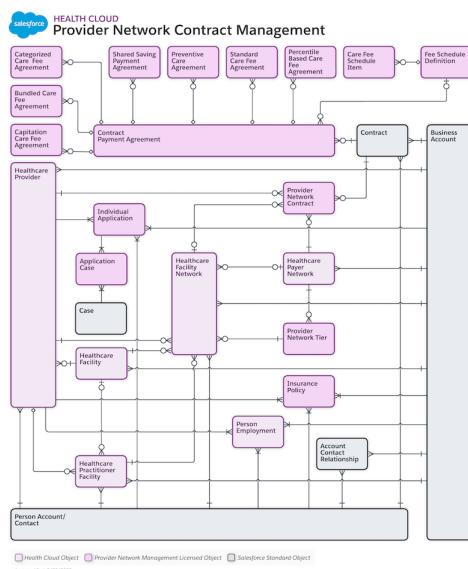 salesforce
HEALTH CLOUD
Provider Network Contract Management
Categorized
Care Fee
Agreement
Shared Saving
Payment
Agreement
Preventive
Care
Agreement
Standard
Care Fee
Agreement
Percentile
Based Care
Fee
Agreement
Care Fee
Schedule
Item
Fee Schedule
Definition
Bundled Care
Fee
Agreement
Capitation
Care Fee
Agreement
Contract
Payment Agreement
Contract
Business
Account
Healthcare
Provider
Provider
Network
Contract
Individual
Application
Application
Case
Healthcare
Facility
Network
Healthcare
Payer
Network
Case
Provider
Network Tier
Healthcare
Facility
Insurance
Policy
Person
Employment
Account
Contact
Relationship
Healthcare
Practitioner
Facility
Person Account/
Contact
Health Cloud Object
Provider Network Management Licensed Object
Salesforce Standard Object